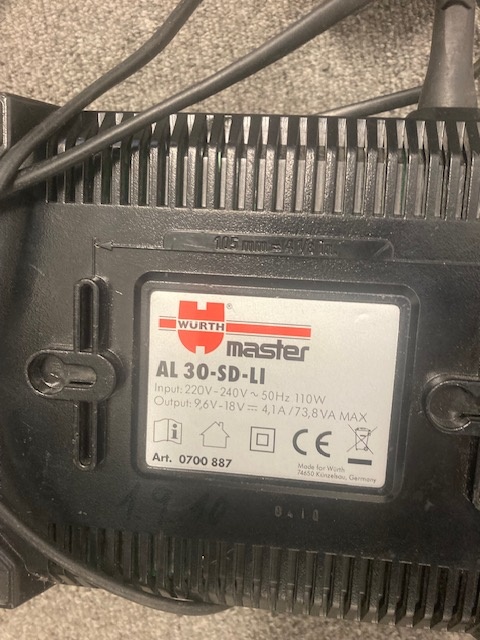 WÜRTH
®
master
AL 30-SD-LI
Input: 220V-240V ~ 50Hz 110W
Output: 9,6V-18V ⎓ 4,1A/73,8VA MAX
i
CE
Art. 0700 887
Made for Würth
74650 Künzelsau, Germany